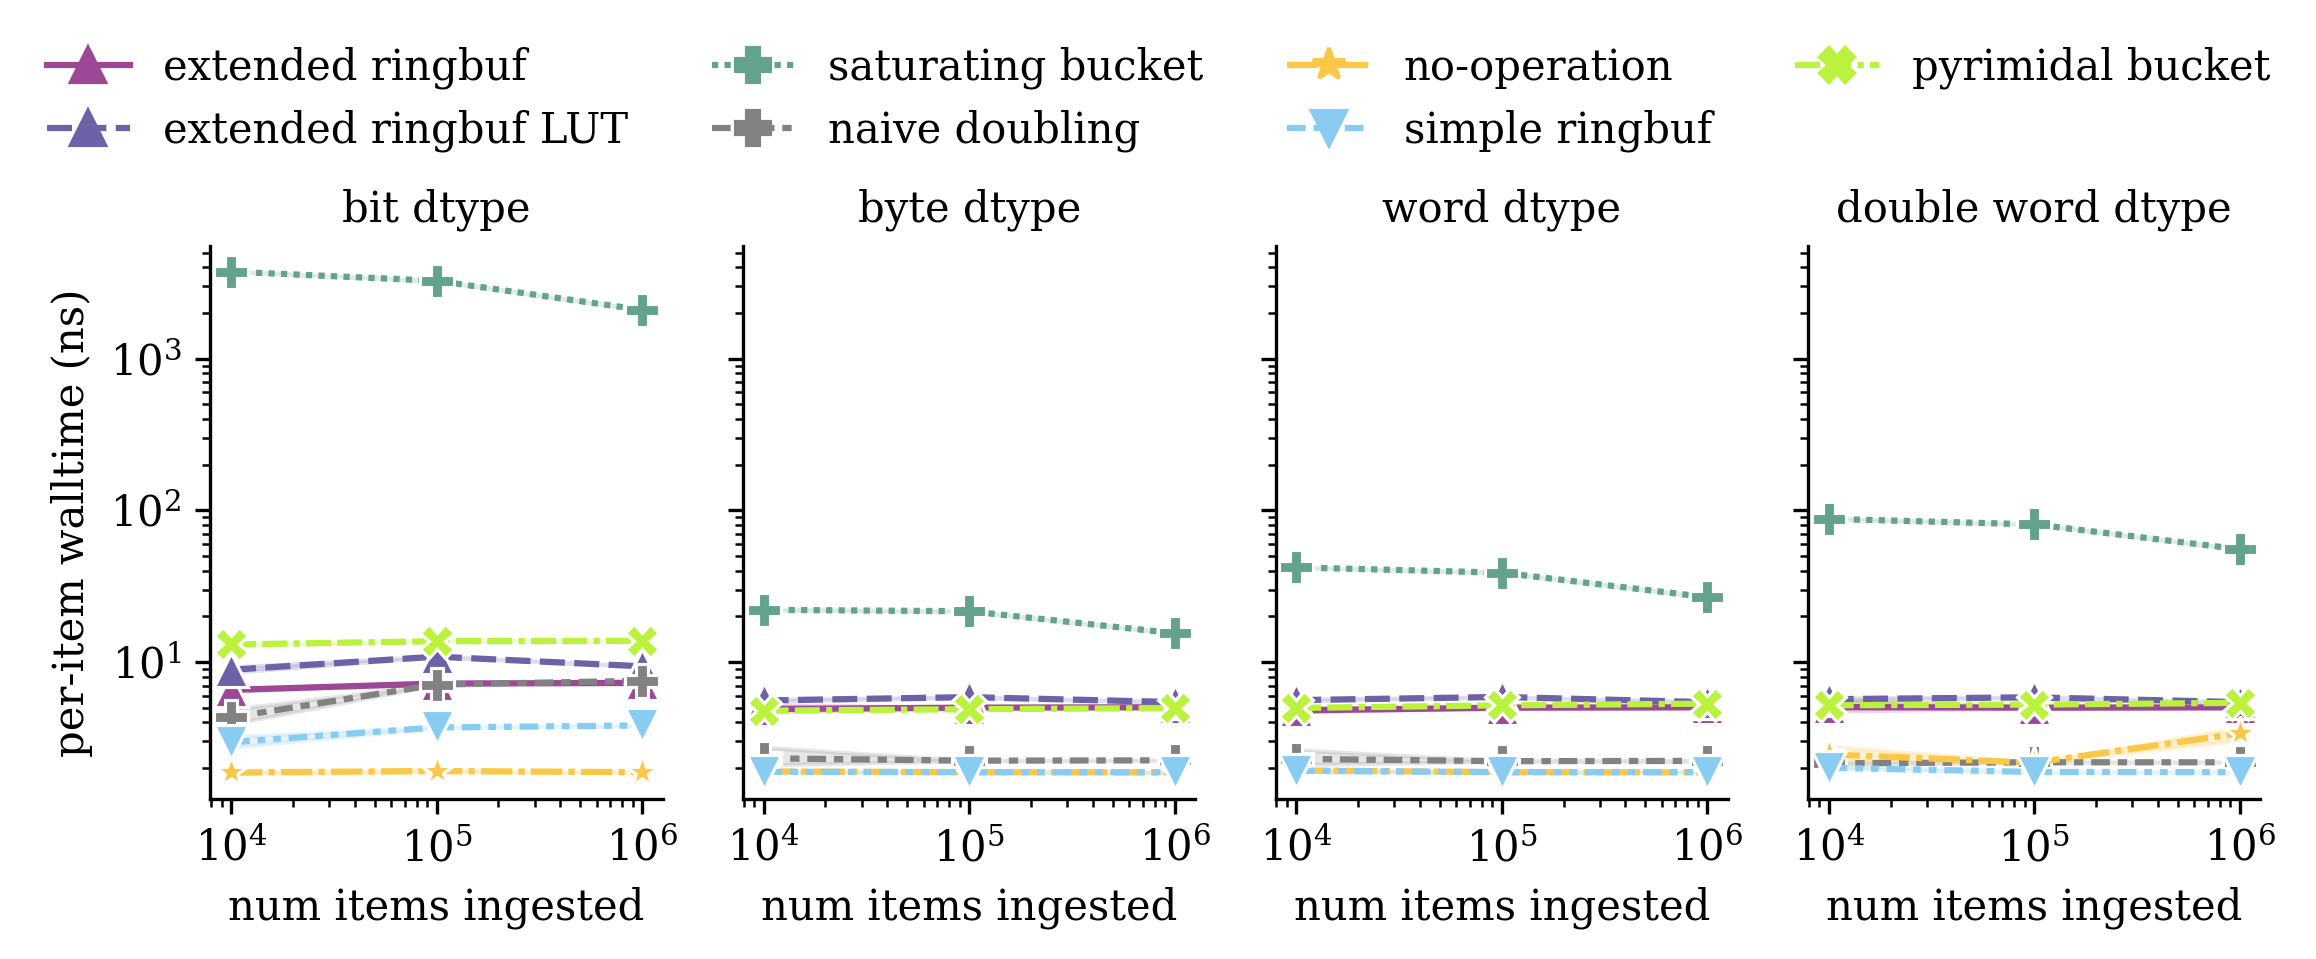 extended ringbuf
extended ringbuf LUT
saturating bucket
naive doubling
no-operation
simple ringbuf
pyrimidal bucket
bit dtype
byte dtype
word dtype
double word dtype
per-item walltime (ns)
10³
10²
10¹
10⁴ 10⁵ 10⁶
10⁴ 10⁵ 10⁶
10⁴ 10⁵ 10⁶
10⁴ 10⁵ 10⁶
num items ingested
num items ingested
num items ingested
num items ingested